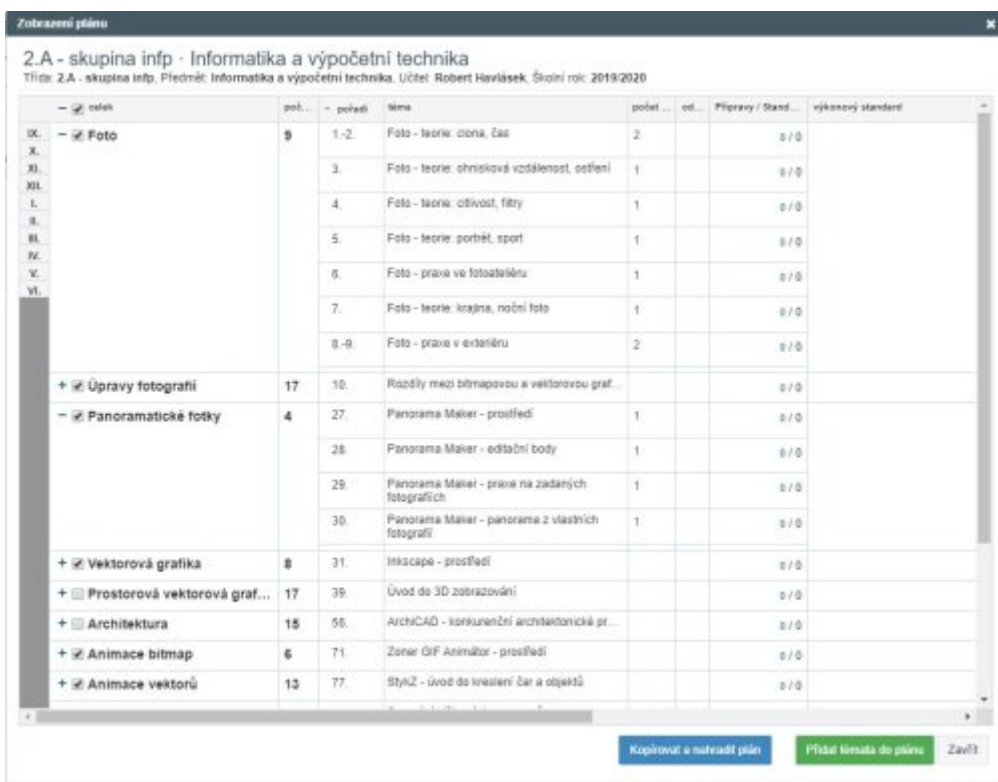 Zobrazení plánu
2.A - skupina infp · Informatika a výpočetní technika
Třída: 2.A - skupina infp, Předmět: Informatika a výpočetní technika, Učitel: Robert Havlásek, Školní rok: 2019/2020
celek poč... pořadí téma počet ... od... Přípravy / Stand... výkonový standard
IX. Foto 9 1.-2. Foto - teorie: clona, čas 2 0 / 0
X.
XI. 3. Foto - teorie: ohnisková vzdálenost, ostření 1 0 / 0
XII.
I. 4. Foto - teorie: citlivost, filtry 1 0 / 0
II.
III. 5. Foto - teorie: portrét, sport 1 0 / 0
IV.
V. 6. Foto - praxe ve fotoateliéru 1 0 / 0
VI.
7. Foto - teorie: krajina, noční foto 1 0 / 0
8.-9. Foto - praxe v exteriéru 2 0 / 0
Úpravy fotografií 17 10. Rozdíly mezi bitmapovou a vektorovou graf... 0 / 0
Panoramatické fotky 4 27. Panorama Maker - prostředí 1 0 / 0
28. Panorama Maker - editační body 1 0 / 0
29. Panorama Maker - praxe na zadaných 1 0 / 0
fotografiích
30. Panorama Maker - panorama z vlastních 1 0 / 0
fotografií
Vektorová grafika 8 31. Inkscape - prostředí 0 / 0
Prostorová vektorová graf... 17 39. Úvod do 3D zobrazování 0 / 0
Architektura 15 56. ArchiCAD - konkurenční architektonické pr... 0 / 0
Animace bitmap 6 71. Zoner GIF Animátor - prostředí 0 / 0
Animace vektorů 13 77. StykZ - úvod do kreslení čar a objektů 0 / 0
Kopírovat a nahradit plán Přidat témata do plánu Zavřít